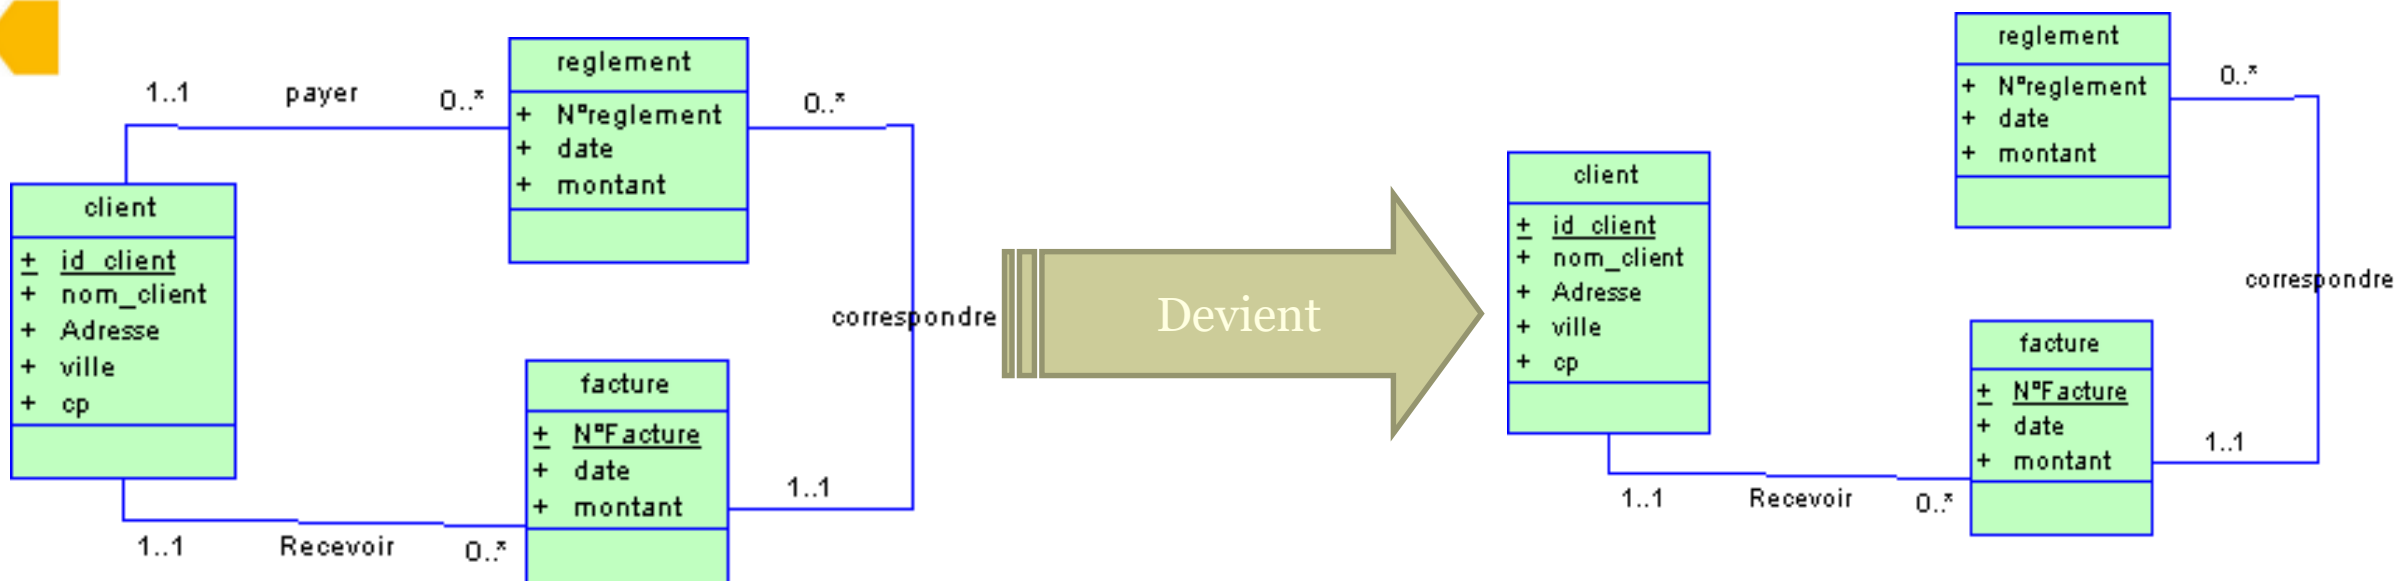 1..1 payer 0..*
reglement
+ N°reglement
+ date
+ montant
0..*
client
+ id_client
+ nom_client
+ Adresse
+ ville
+ cp
correspondre
facture
+ N°Facture
+ date
+ montant
1..1
1..1 Recevoir 0..*
Devient
reglement
+ N°reglement
+ date
+ montant
0..*
client
+ id_client
+ nom_client
+ Adresse
+ ville
+ cp
correspondre
facture
+ N°Facture
+ date
+ montant
1..1
1..1 Recevoir 0..*